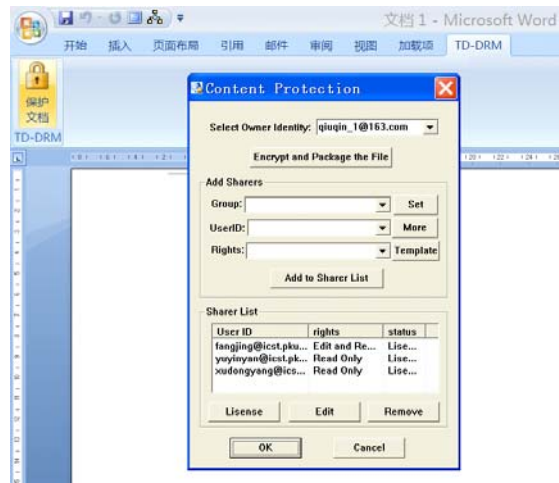 文档 1 - Microsoft Word
开始 插入 页面布局 引用 邮件 审阅 视图 加载项 TD-DRM
保护
文档
TD-DRM
Content Protection
Select Owner Identity: qiuqin_1@163.com
Encrypt and Package the File
Add Sharers
Group: Set
UserID: More
Rights: Template
Add to Sharer List
Sharer List
User ID rights status
fangjing@icst.pku... Edit and Re... Lise...
yuyinyan@icst.pk... Read Only Lise...
xudongyang@ics... Read Only Lise...
Lisense Edit Remove
OK Cancel